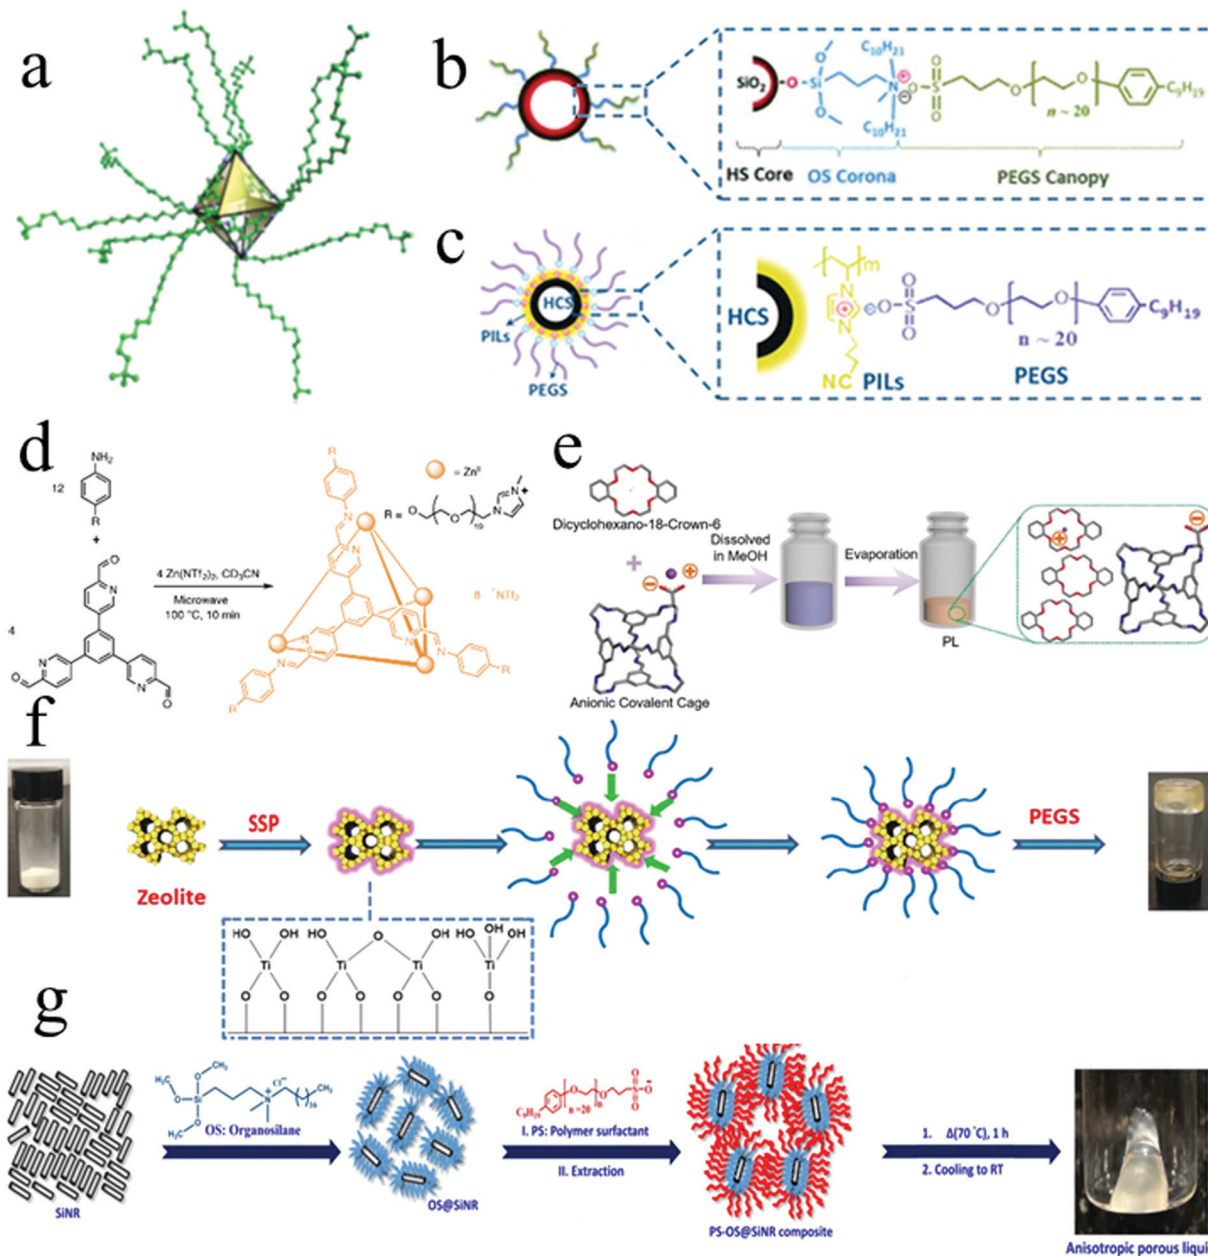 a
b
C₁₀H₂₁
SiO₂ O Si N O S O O n ~ 20 C₉H₁₉
C₁₀H₂₁
HS Core OS Corona PEGS Canopy
c
HCS
PILs
PEGS
HCS
m
N
N
NC
O S O O O
n ~ 20
C₉H₁₉
PILs PEGS
d
NH₂
12
R
+
4
4 Zn(NTf₂)₂, CD₃CN
Microwave
100 °C, 10 min
= Zn
R =
19
8 ⁻NTf₂
e
Dicyclohexano-18-Crown-6
+
Anionic Covalent Cage
Dissolved
in MeOH
Evaporation
PL
f
Zeolite
SSP
PEGS
HO OH HO O OH HO OH OH
Ti Ti Ti Ti
O O O O O O O
g
SiNR
OS: Organosilane
OS@SiNR
C₉H₁₉ n=20
I. PS: Polymer surfactant
II. Extraction
PS-OS@SiNR composite
1. Δ(70 °C), 1 h
2. Cooling to RT
Anisotropic porous liqui